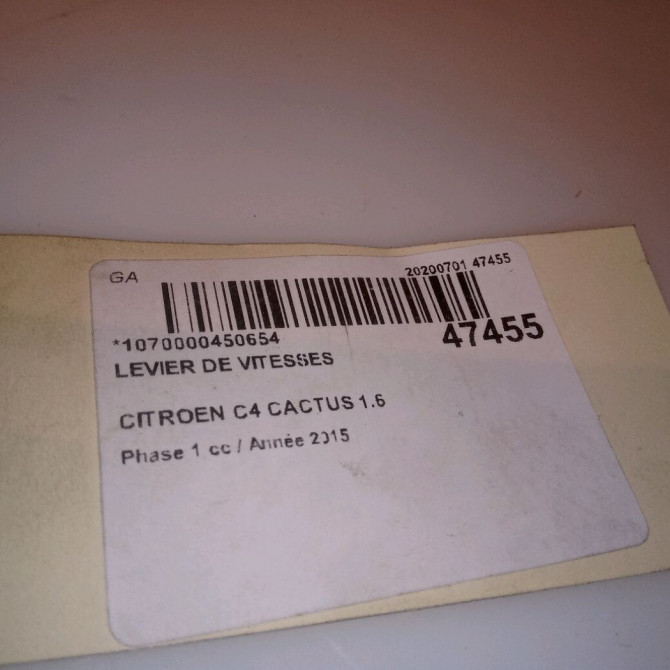 GA 20200701 47455
*1070000450654 47455
LEVIER DE VITESSES
CITROEN C4 CACTUS 1.6
Phase 1 cc / Année 2015